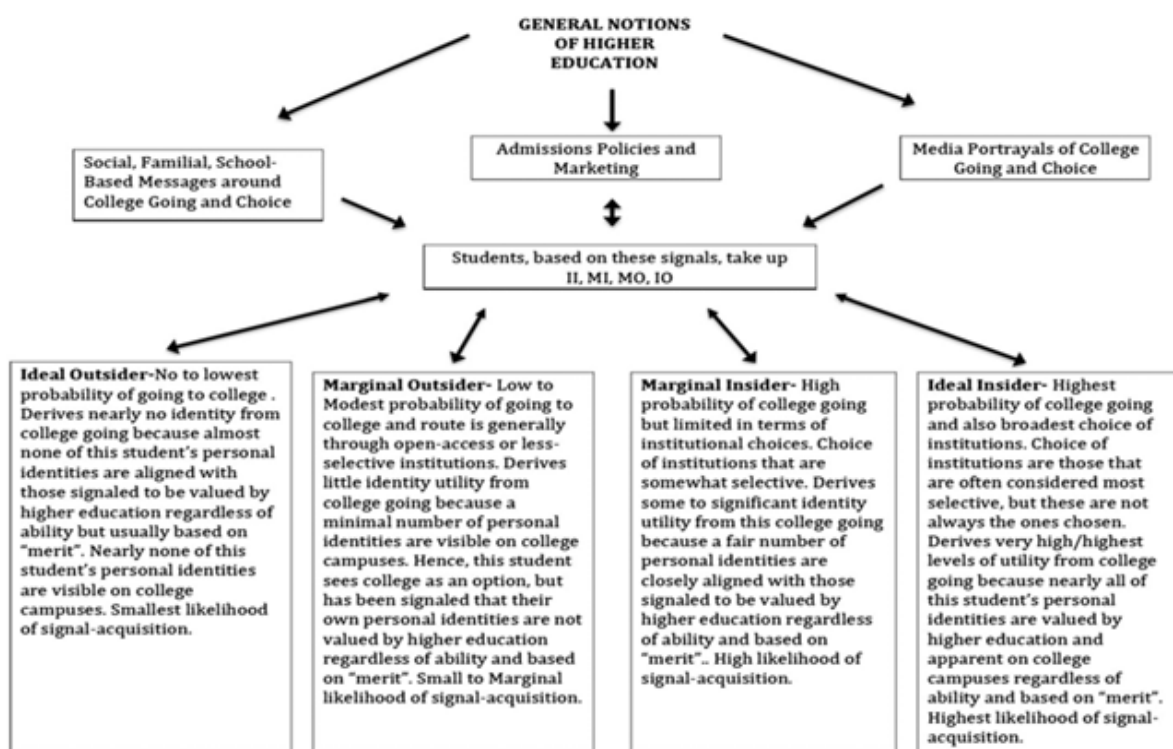 GENERAL NOTIONS
OF HIGHER
EDUCATION
Social, Familial, School-
Based Messages around
College Going and Choice
Admissions Policies and
Marketing
Media Portrayals of College
Going and Choice
Students, based on these signals, take up
II, MI, MO, IO
Ideal Outsider-No to lowest
probability of going to college .
Derives nearly no identity from
college going because almost
none of this student's personal
identities are aligned with
those signaled to be valued by
higher education regardless of
ability but usually based on
"merit". Nearly none of this
student's personal identities
are visible on college
campuses. Smallest likelihood
of signal-acquisition.
Marginal Outsider- Low to
Modest probability of going to
college and route is generally
through open-access or less-
selective institutions. Derives
little identity utility from
college going because a
minimal number of personal
identities are visible on college
campuses. Hence, this student
sees college as an option, but
has been signaled that their
own personal identities are not
valued by higher education
regardless of ability and based
on "merit". Small to Marginal
likelihood of signal-acquisition.
Marginal Insider- High
probability of college going
but limited in terms of
institutional choices. Choice
of institutions that are
somewhat selective. Derives
some to significant identity
utility from this college going
because a fair number of
personal identities are
closely aligned with those
signaled to be valued by
higher education regardless
of ability and based on
"merit".. High likelihood of
signal-acquisition.
Ideal Insider- Highest
probability of college going
and also broadest choice of
institutions. Choice of
institutions are those that
are often considered most
selective, but these are not
always the ones chosen.
Derives very high/highest
levels of utility from college
going because nearly all of
this student's personal
identities are valued by
higher education and
apparent on college
campuses regardless of
ability and based on "merit".
Highest likelihood of signal-
acquisition.